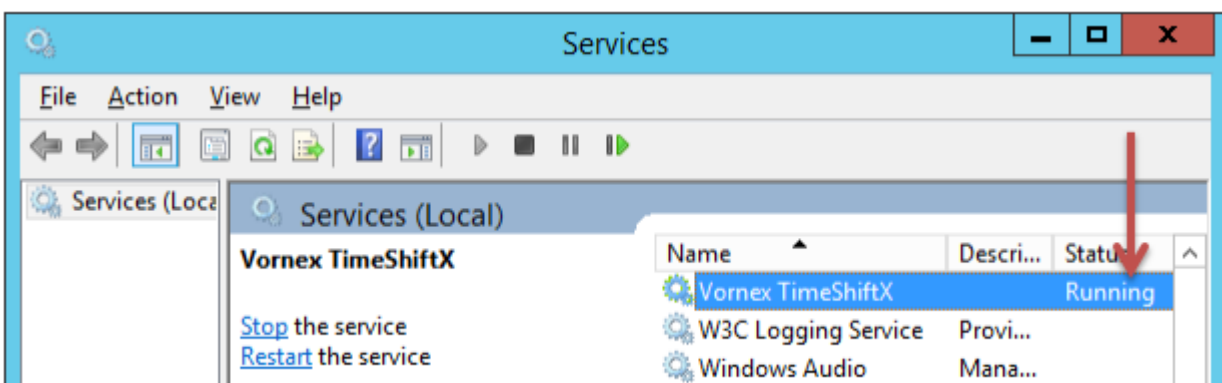 Services
File Action View Help
Services (Loca
Services (Local)
Vornex TimeShiftX
Stop the service
Restart the service
Name Descri... Statu
Vornex TimeShiftX Running
W3C Logging Service Provi...
Windows Audio Mana...